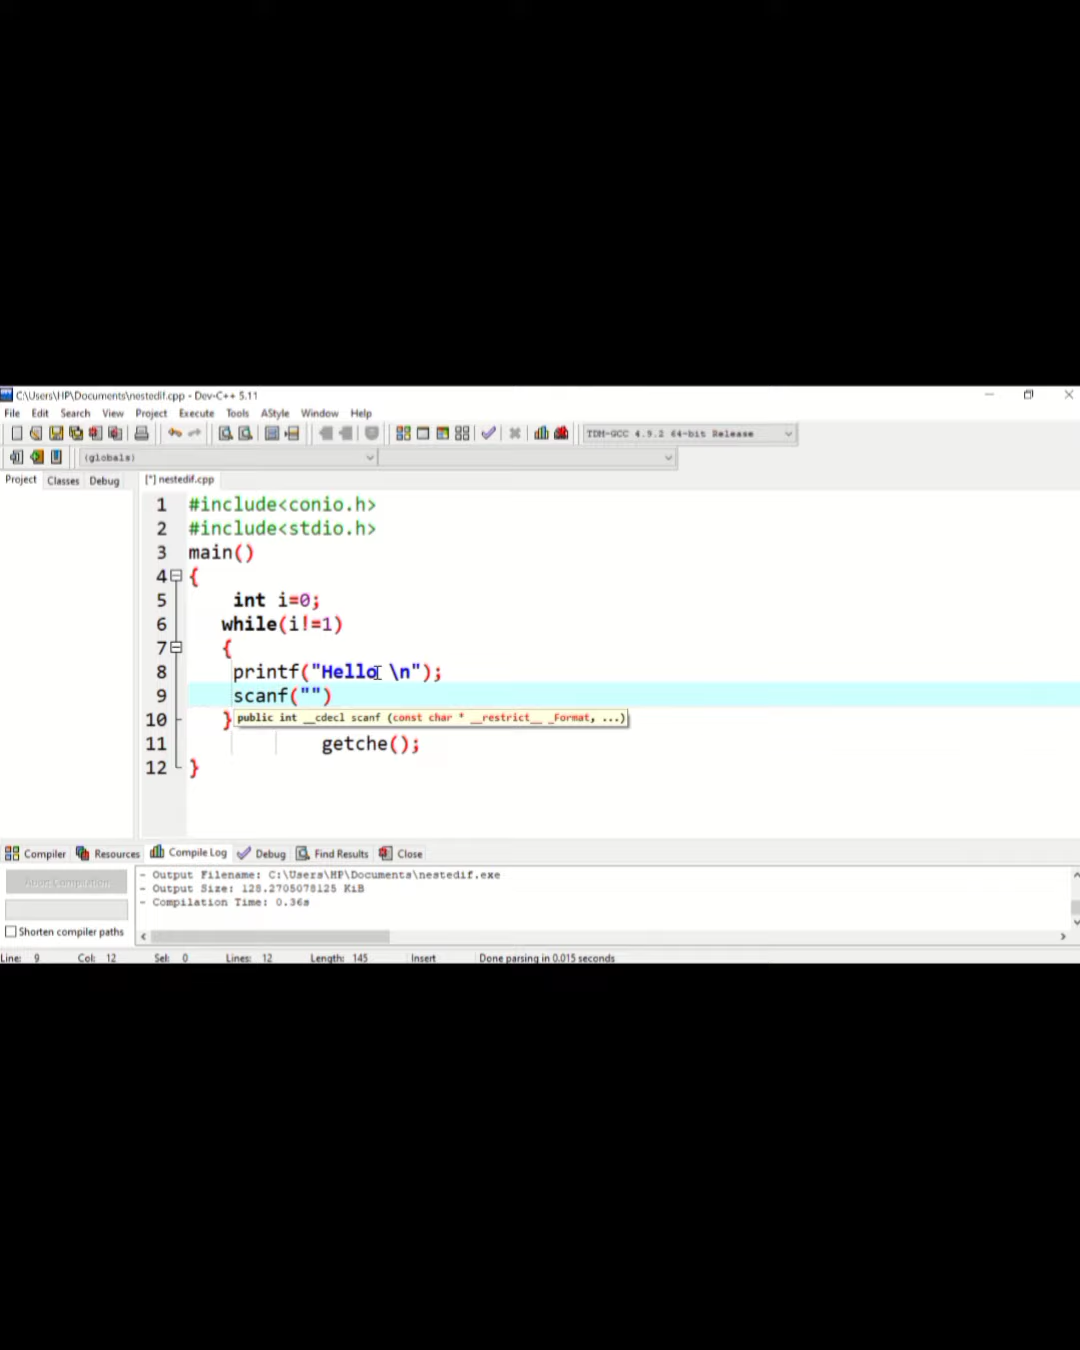 C:\Users\HP\Documents\nestedif.cpp - Dev-C++ 5.11
File Edit Search View Project Execute Tools AStyle Window Help
TDM-GCC 4.9.2 64-bit Release
(globals)
Project Classes Debug [*] nestedif.cpp
1 #include<conio.h>
2 #include<stdio.h>
3 main()
4 {
5 int i=0;
6 while(i!=1)
7 {
8 printf("Hello \n");
9 scanf("")
10 } public int __cdecl scanf (const char * __restrict__ _Format, ...)
11 getche();
12 }
Compiler Resources Compile Log Debug Find Results Close
Abort Compilation
- Output Filename: C:\Users\HP\Documents\nestedif.exe
- Output Size: 128.2705078125 KiB
- Compilation Time: 0.36s
Shorten compiler paths
Line: 9 Col: 12 Sel: 0 Lines: 12 Length: 145 Insert Done parsing in 0.015 seconds